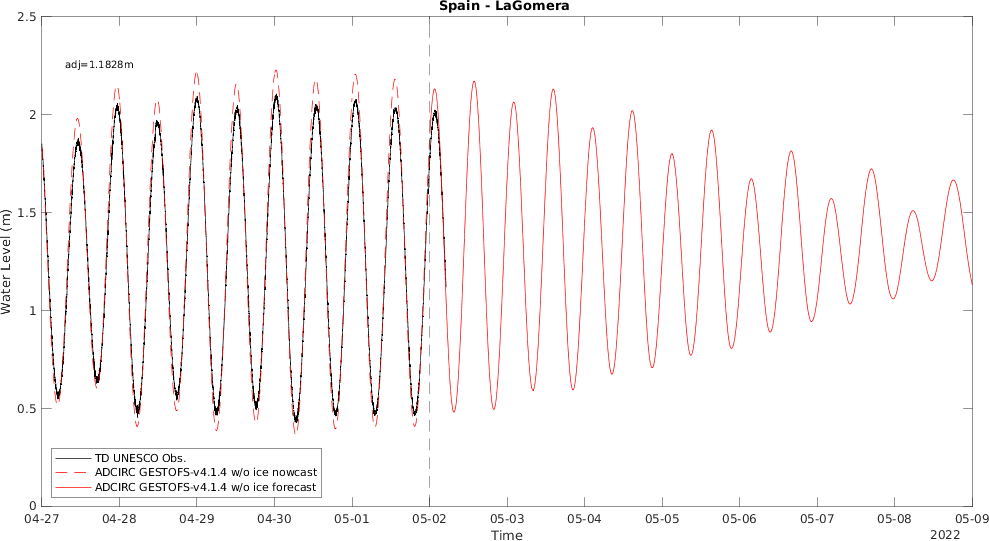 Spain - LaGomera
adj=1.1828m
Water Level (m)
2.5
2
1.5
1
0.5
0
TD UNESCO Obs.
ADCIRC GESTOFS-v4.1.4 w/o ice nowcast
ADCIRC GESTOFS-v4.1.4 w/o ice forecast
04-27 04-28 04-29 04-30 05-01 05-02 05-03 05-04 05-05 05-06 05-07 05-08 05-09
Time
2022